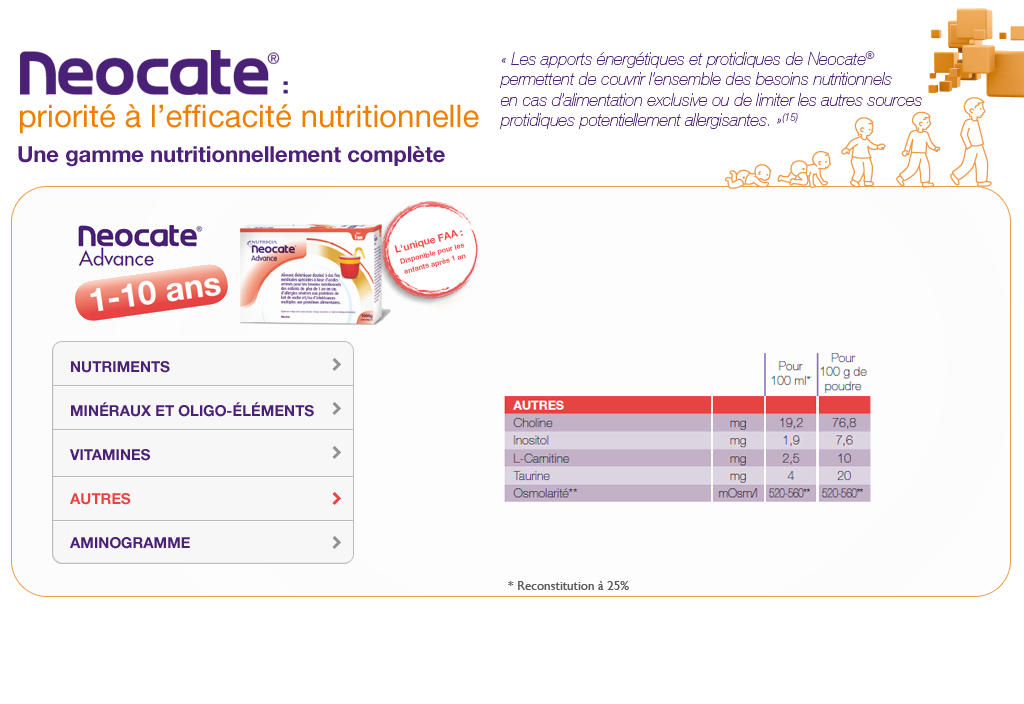 Neocate® :
priorité à l'efficacité nutritionnelle
Une gamme nutritionnellement complète
« Les apports énergétiques et protidiques de Neocate®
permettent de couvrir l'ensemble des besoins nutritionnels
en cas d'alimentation exclusive ou de limiter les autres sources
protidiques potentiellement allergisantes. »(15)
Neocate®
Advance
1-10 ans
NUTRICIA
Neocate
Advance
L'unique FAA :
Disponible pour les
enfants après 1 an
NUTRIMENTS
MINÉRAUX ET OLIGO-ÉLÉMENTS
VITAMINES
AUTRES
AMINOGRAMME
Pour
100 ml*
Pour
100 g de
poudre
AUTRES
Choline mg 19,2 76,8
Inositol mg 1,9 7,6
L-Carnitine mg 2,5 10
Taurine mg 4 20
Osmolarité** mOsm/l 520-560** 520-560**
* Reconstitution à 25%